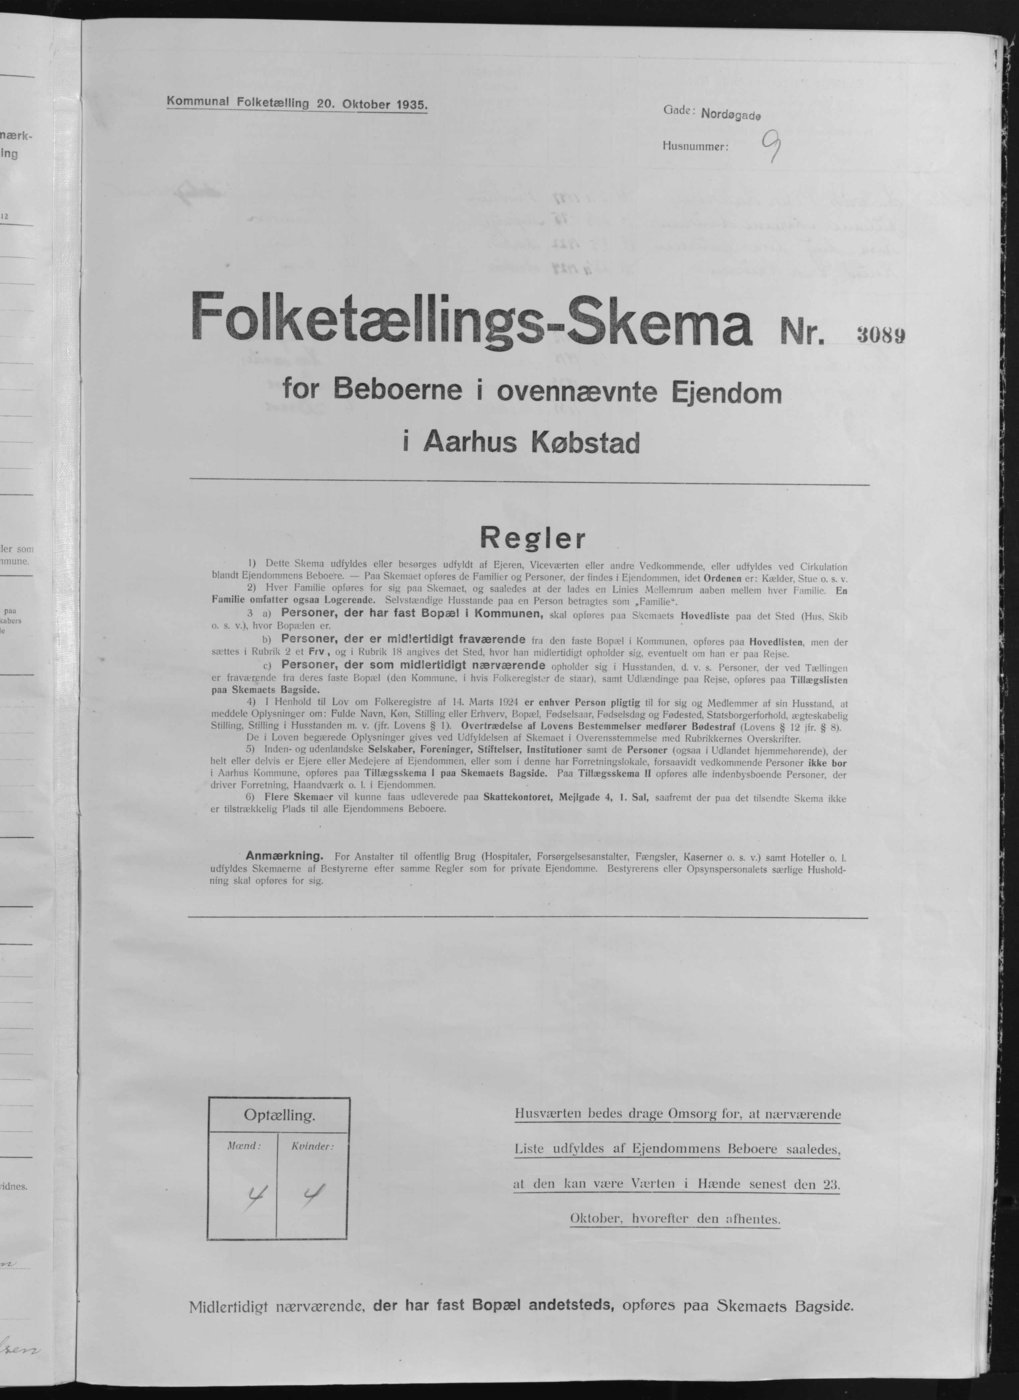 Kommunal Folketælling 20. Oktober 1935.
Gade: Nordøgade
Husnummer: 9
Folketællings-Skema Nr. 3089
for Beboerne i ovennævnte Ejendom
i Aarhus Købstad
Regler
1) Dette Skema udfyldes eller besørges udfyldt af Ejeren, Viceværten eller andre Vedkommende, eller udfyldes ved Cirkulation
blandt Ejendommens Beboere. — Paa Skemaet opføres de Familier og Personer, der findes i Ejendommen, idet Ordenen er: Kælder, Stue o. s. v.
2) Hver Familie opføres for sig paa Skemaet, og saaledes at der lades en Linies Mellemrum aaben mellem hver Familie. En
Familie omfatter ogsaa Logerende. Selvstændige Husstande paa en Person betragtes som „Familie“.
3 a) Personer, der har fast Bopæl i Kommunen, skal opføres paa Skemaets Hovedliste paa det Sted (Hus, Skib
o. s. v.), hvor Bopælen er.
b) Personer, der er midlertidigt fraværende fra den faste Bopæl i Kommunen, opføres paa Hovedlisten, men der
sættes i Rubrik 2 et Frv., og i Rubrik 18 angives det Sted, hvor han midlertidigt opholder sig, eventuelt om han er paa Rejse.
c) Personer, der som midlertidigt nærværende opholder sig i Husstanden, d. v. s. Personer, der ved Tællingen
er fraværende fra deres faste Bopæl (den Kommune, i hvis Folkeregister de staar), samt Udlændinge paa Rejse, opføres paa Tillægslisten
paa Skemaets Bagside.
4) I Henhold til Lov om Folkeregistre af 14. Marts 1924 er enhver Person pligtig til for sig og Medlemmer af sin Husstand, at
meddele Oplysninger om: Fulde Navn, Køn, Stilling eller Erhverv, Bopæl, Fødselsaar, Fødselsdag og Fødested, Statsborgerforhold, ægteskabelig
Stilling, Stilling i Husstanden m. v. (jfr. Lovens § 1). Overtrædelse af Lovens Bestemmelser medfører Bødestraf (Lovens § 12 jfr. § 8).
De i Loven begærede Oplysninger gives ved Udfyldelsen af Skemaet i Overensstemmelse med Rubrikkernes Overskrifter.
5) Inden- og udenlandske Selskaber, Foreninger, Stiftelser, Institutioner samt de Personer (ogsaa i Udlandet hjemmehørende), der
helt eller delvis er Ejere eller Medejere af Ejendommen, eller som i denne har Forretningslokale, forsaavidt vedkommende Personer ikke bor
i Aarhus Kommune, opføres paa Tillægsskema I paa Skemaets Bagside. Paa Tillægsskema II opføres alle indenbysboende Personer, der
driver Forretning, Haandværk o. l. i Ejendommen.
6) Flere Skemaer vil kunne faas udleverede paa Skattekontoret, Mejlgade 4, 1. Sal, saafremt der paa det tilsendte Skema ikke
er tilstrækkelig Plads til alle Ejendommens Beboere.
Anmærkning. For Anstalter til offentlig Brug (Hospitaler, Forsørgelsesanstalter, Fængsler, Kaserner o. s. v.) samt Hoteller o. l.
udfyldes Skemaerne af Bestyrerne efter samme Regler som for private Ejendomme. Bestyrerens eller Opsynspersonalets særlige Hushold-
ning skal opføres for sig.
Optælling.
Mænd: Kvinder:
4 4
Husværten bedes drage Omsorg for, at nærværende
Liste udfyldes af Ejendommens Beboere saaledes,
at den kan være Værten i Hænde senest den 23.
Oktober, hvorefter den afhentes.
Midlertidigt nærværende, der har fast Bopæl andetsteds, opføres paa Skemaets Bagside.